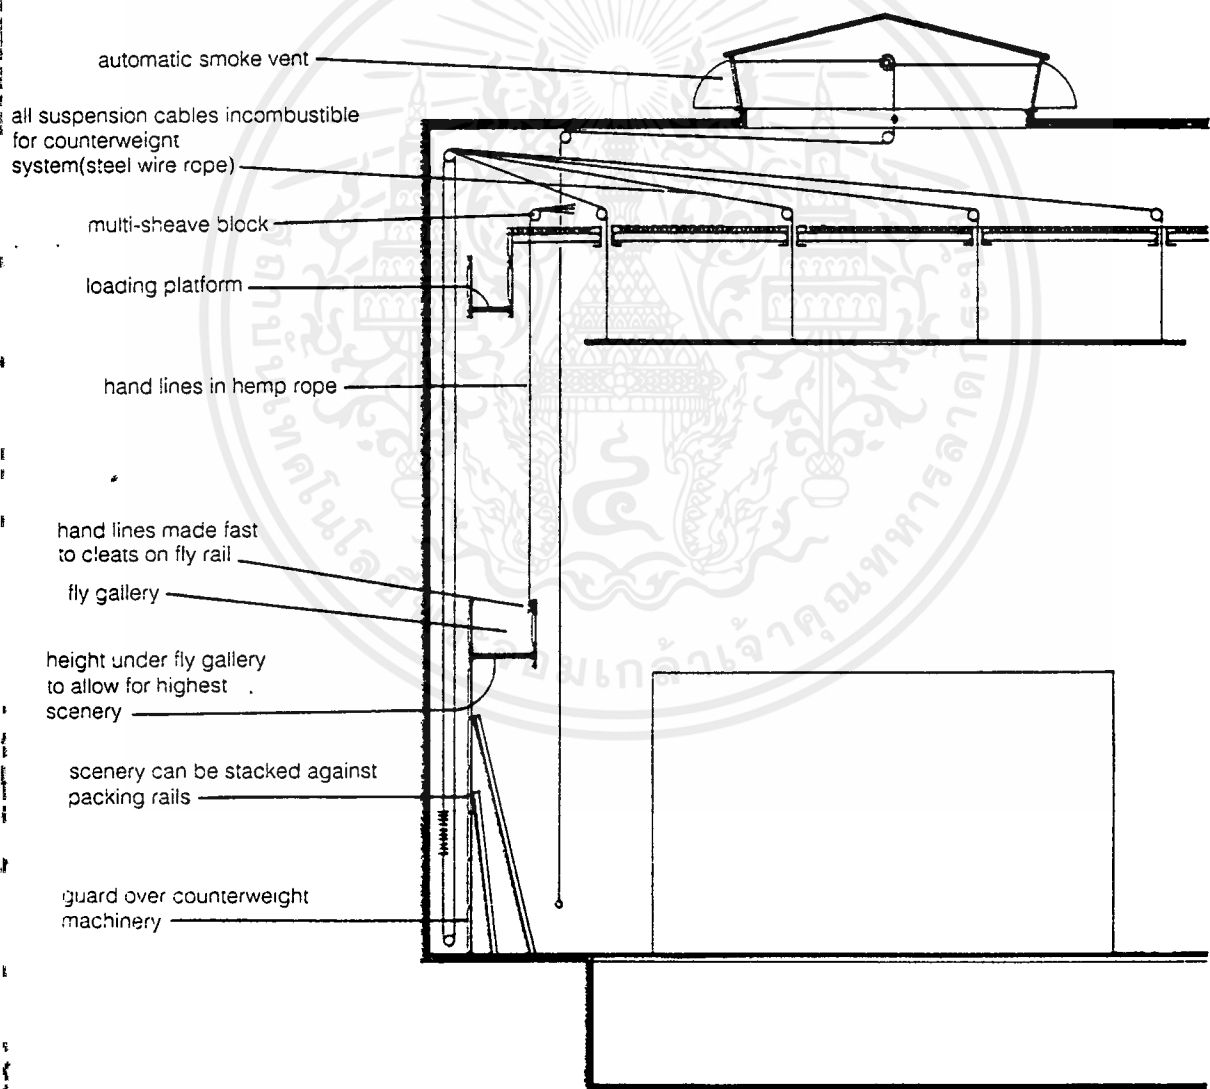 automatic smoke vent
all suspension cables incombustible
for counterweight
system(steel wire rope)
multi-sheave block
loading platform
hand lines in hemp rope
hand lines made fast
to cleats on fly rail
fly gallery
height under fly gallery
to allow for highest
scenery
scenery can be stacked against
packing rails
guard over counterweight
machinery